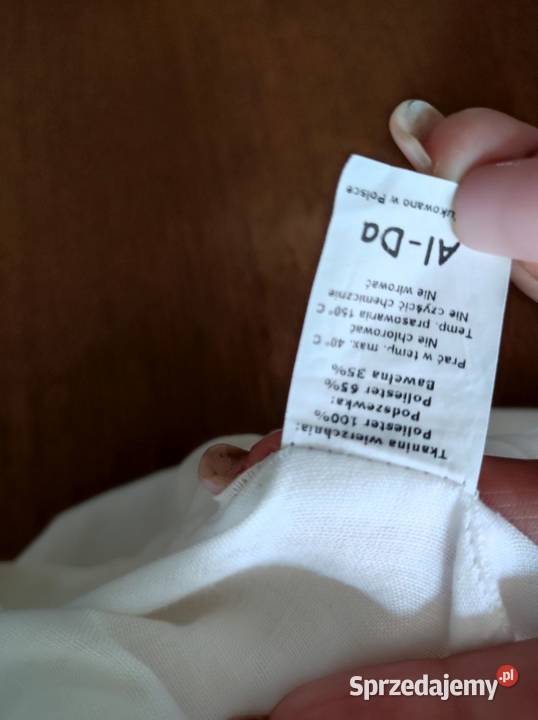 Tkanina wierzchnia:
Poliester 100%
Podszewka:
Poliester 65%
Bawełna 35%
Prać w temp. max. 40°C
Nie chlorować
Temp. prasowania 150°C
Nie czyścić chemicznie
Nie wirować
Al-Da
ukowano w Polsce
Sprzedajemy.pl